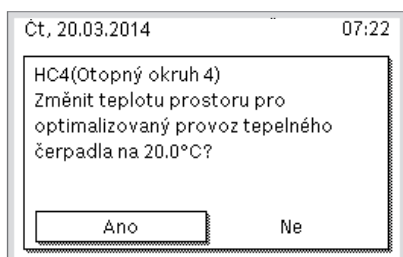 Čt, 20.03.2014 07:22
HC4(Otopný okruh 4)
Změnit teplotu prostoru pro
optimalizovaný provoz tepelného
čerpadla na 20.0°C?
Ano Ne